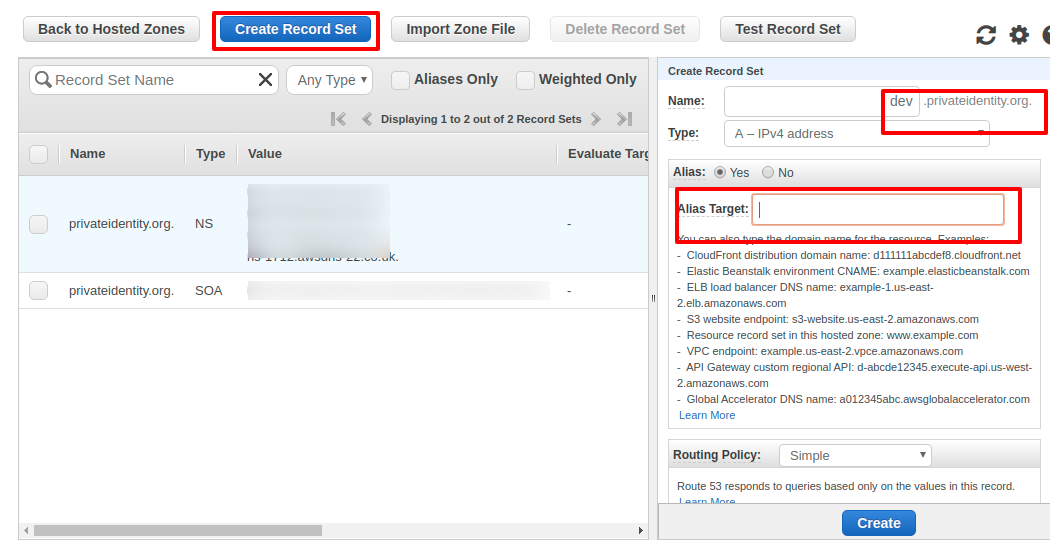 Back to Hosted Zones Create Record Set Import Zone File Delete Record Set Test Record Set
Record Set Name Any Type Aliases Only Weighted Only
Displaying 1 to 2 out of 2 Record Sets
Name Type Value Evaluate Targ
privateidentity.org. NS -
ns-1712.awsdns-22.co.uk.
privateidentity.org. SOA -
Create Record Set
Name: dev .privateidentity.org.
Type: A – IPv4 address
Alias: Yes No
Alias Target:
You can also type the domain name for the resource. Examples:
- CloudFront distribution domain name: d111111abcdef8.cloudfront.net
- Elastic Beanstalk environment CNAME: example.elasticbeanstalk.com
- ELB load balancer DNS name: example-1.us-east-
2.elb.amazonaws.com
- S3 website endpoint: s3-website.us-east-2.amazonaws.com
- Resource record set in this hosted zone: www.example.com
- VPC endpoint: example.us-east-2.vpce.amazonaws.com
- API Gateway custom regional API: d-abcde12345.execute-api.us-west-
2.amazonaws.com
- Global Accelerator DNS name: a012345abc.awsglobalaccelerator.com
Learn More
Routing Policy: Simple
Route 53 responds to queries based only on the values in this record.
Learn More
Create